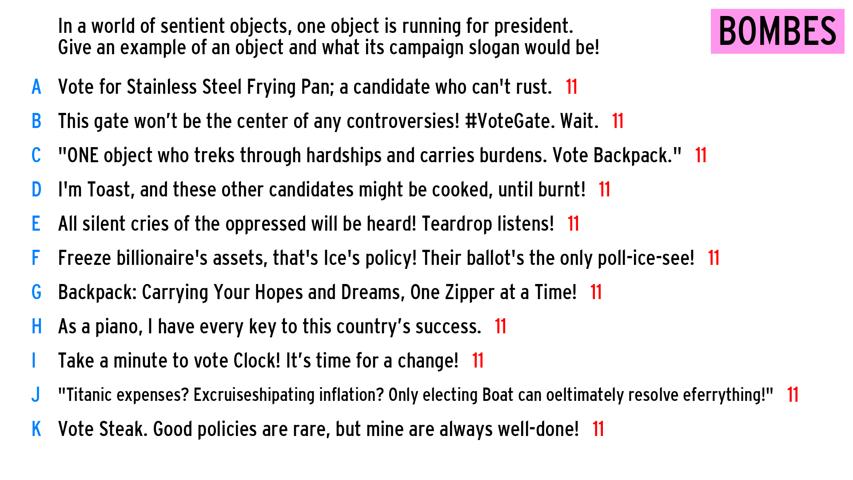 In a world of sentient objects, one object is running for president.
Give an example of an object and what its campaign slogan would be!
BOMBES
A Vote for Stainless Steel Frying Pan; a candidate who can't rust. 11
B This gate won't be the center of any controversies! #VoteGate. Wait. 11
C "ONE object who treks through hardships and carries burdens. Vote Backpack." 11
D I'm Toast, and these other candidates might be cooked, until burnt! 11
E All silent cries of the oppressed will be heard! Teardrop listens! 11
F Freeze billionaire's assets, that's Ice's policy! Their ballot's the only poll-ice-see! 11
G Backpack: Carrying Your Hopes and Dreams, One Zipper at a Time! 11
H As a piano, I have every key to this country's success. 11
I Take a minute to vote Clock! It's time for a change! 11
J "Titanic expenses? Excruiseshipating inflation? Only electing Boat can oeltimately resolve eferrything!" 11
K Vote Steak. Good policies are rare, but mine are always well-done! 11